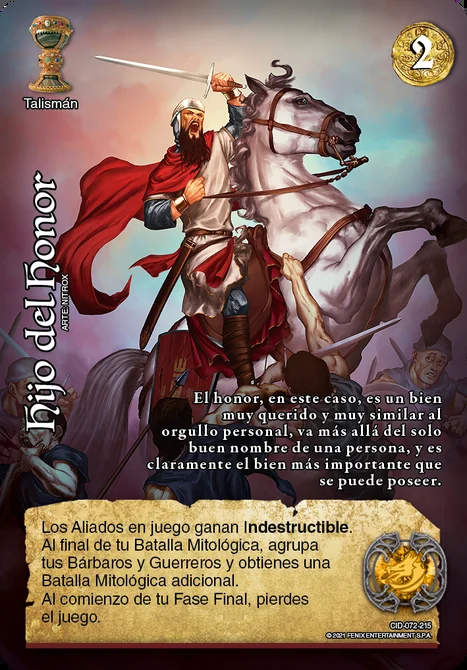 2
Talismán
Hijo del Honor
ARTE: NITROX
El honor, en este caso, es un bien
muy querido y muy similar al
orgullo personal, va más allá del solo
buen nombre de una persona, y es
claramente el bien más importante que
se puede poseer.
Los Aliados en juego ganan Indestructible.
Al final de tu Batalla Mitológica, agrupa
tus Bárbaros y Guerreros y obtienes una
Batalla Mitológica adicional.
Al comienzo de tu Fase Final, pierdes
el juego.
CID-072-215
©2021 FENIX ENTERTAINMENT S.P.A.